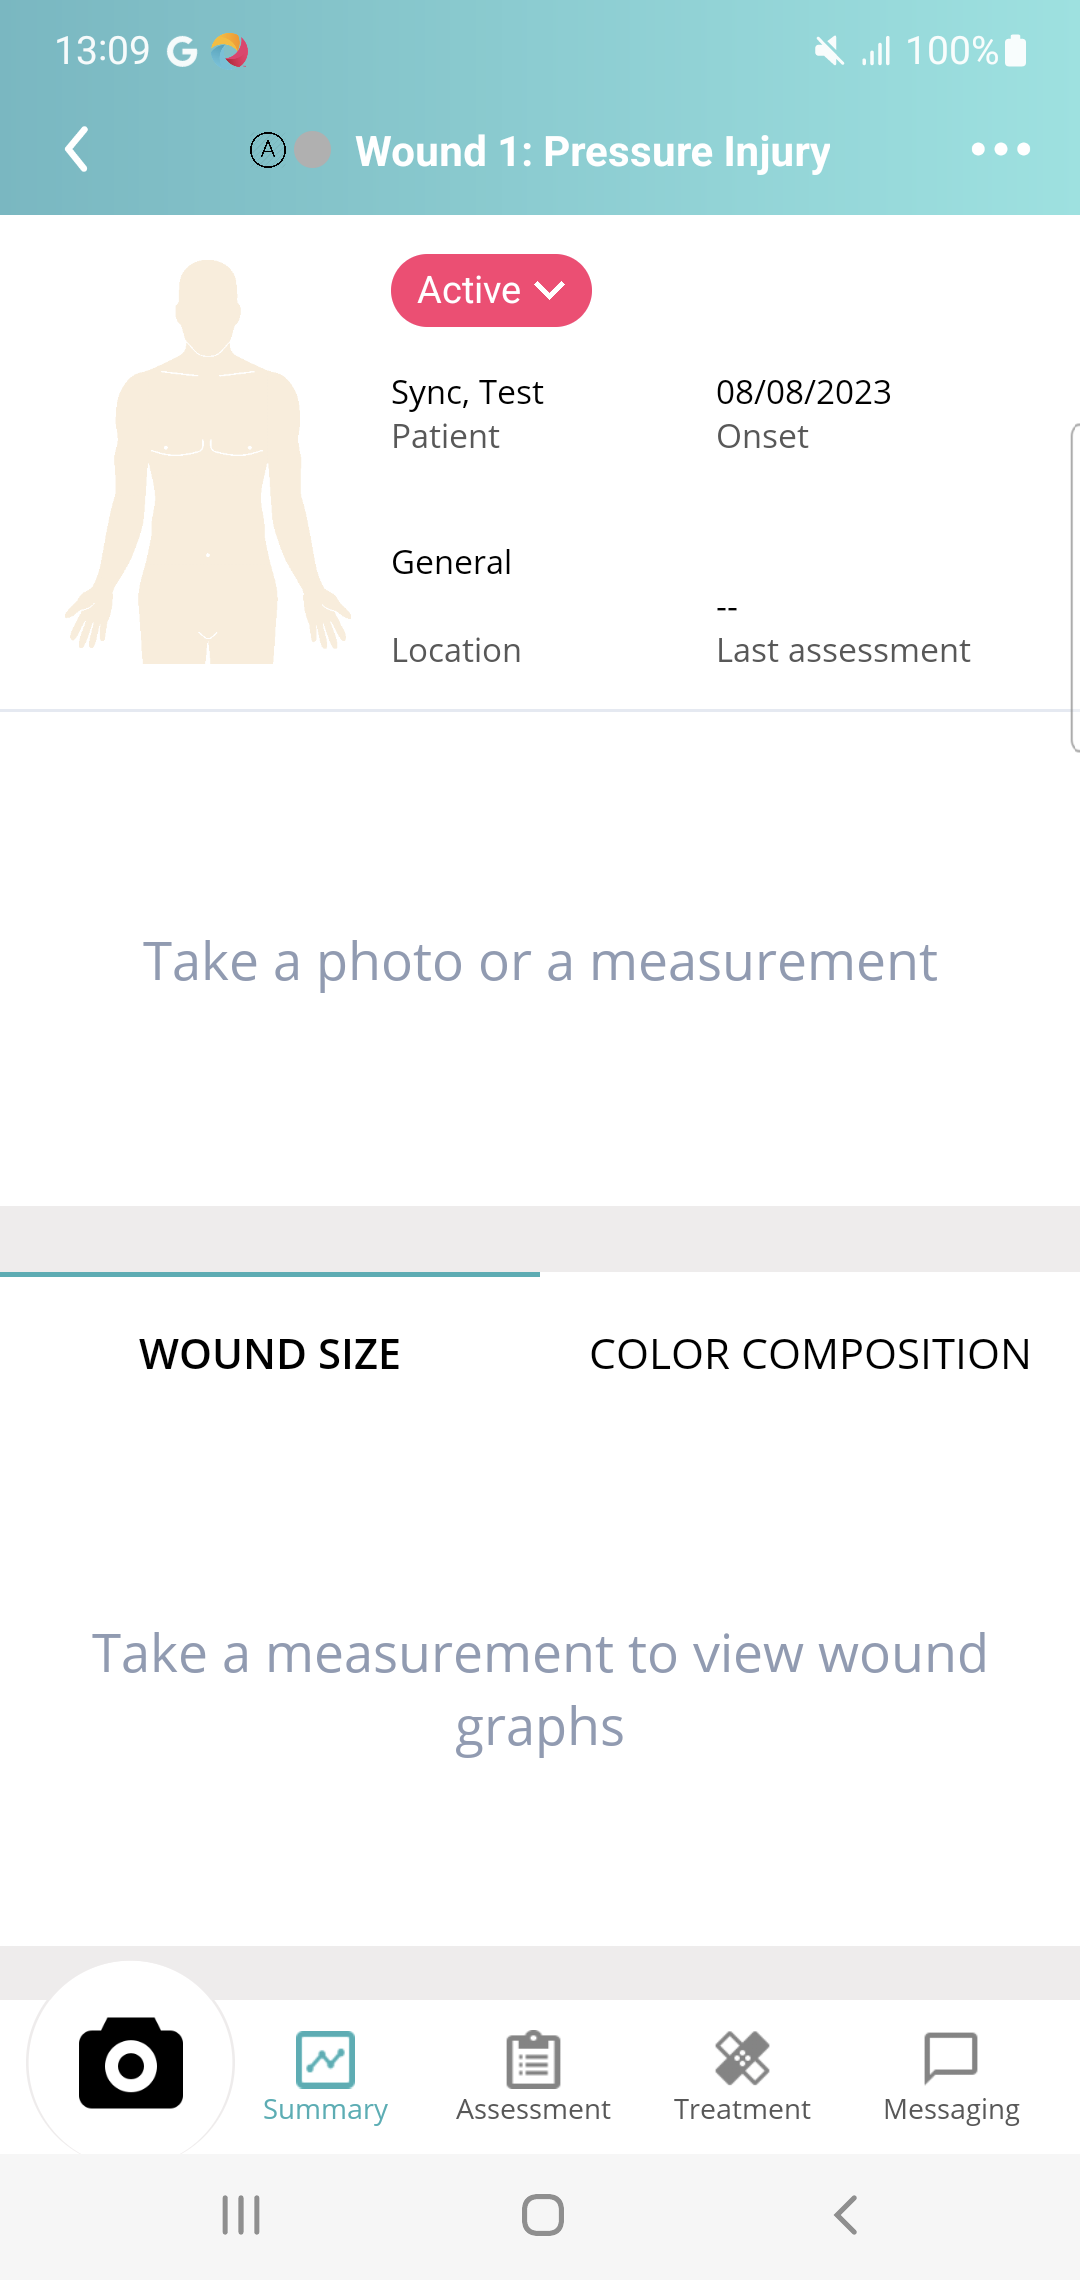 13:09 G 100%
A Wound 1: Pressure Injury
Active
Sync, Test 08/08/2023
Patient Onset
General
--
Location Last assessment
Take a photo or a measurement
WOUND SIZE COLOR COMPOSITION
Take a measurement to view wound
graphs
Summary Assessment Treatment Messaging